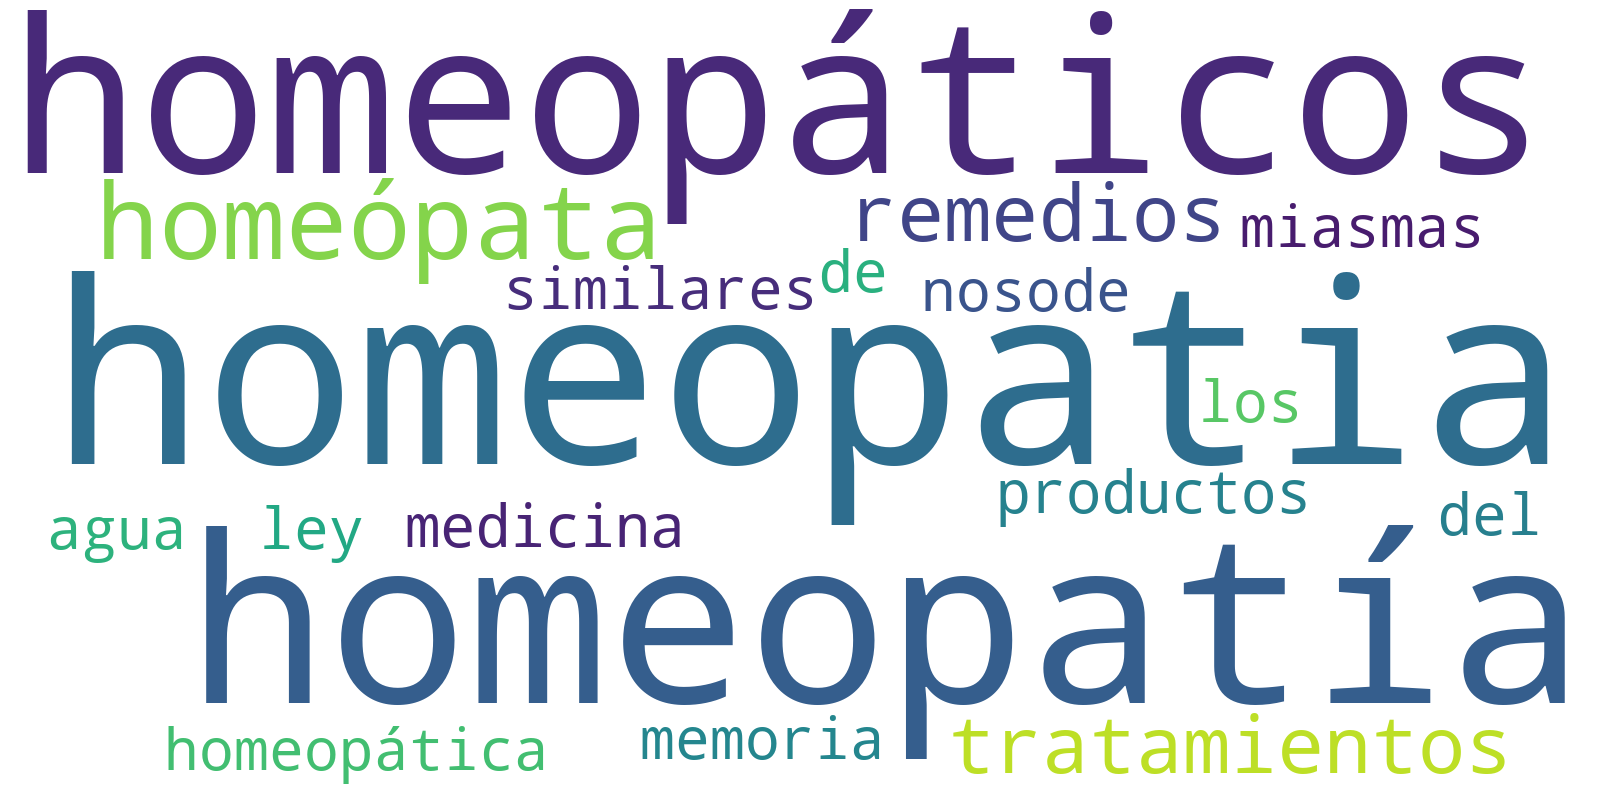 homeopáticos
homeópata remedios miasmas
similares de nosode
homeopatia
los
productos
agua ley medicina del
homeopatía
homeopática memoria tratamientos